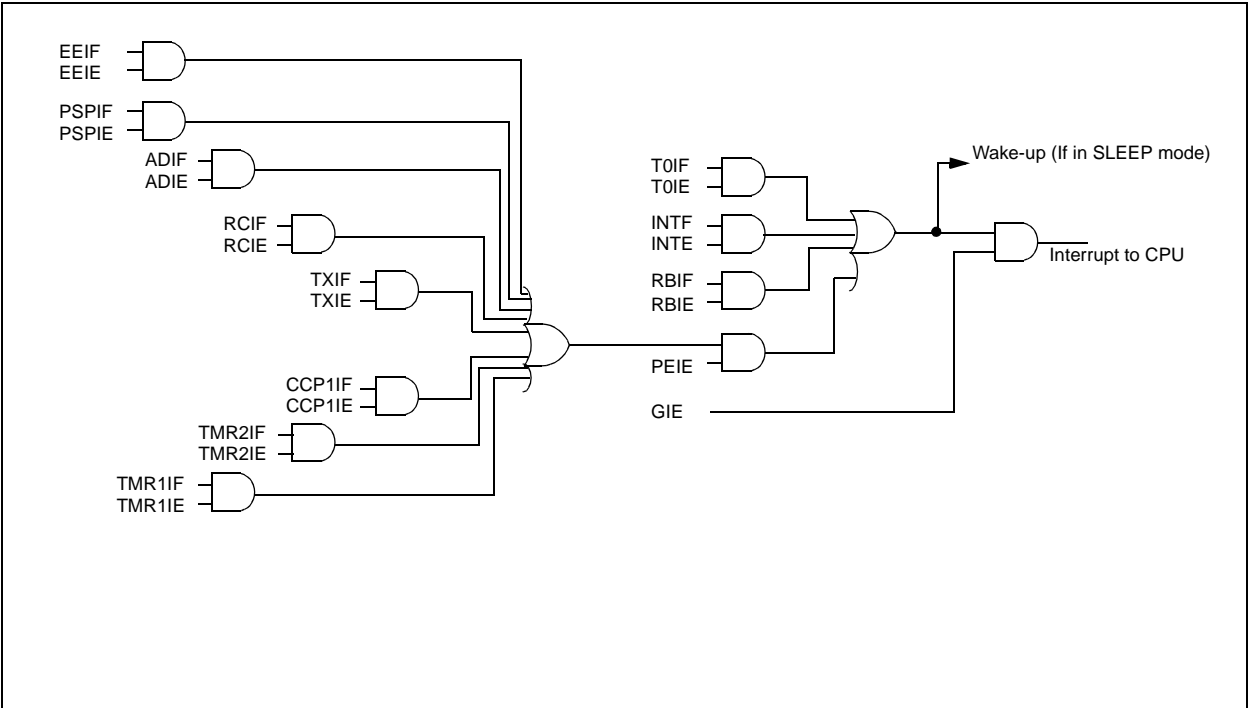 EEIF
EEIE
PSPIF
PSPIE
ADIF
ADIE
RCIF
RCIE
TXIF
TXIE
CCP1IF
CCP1IE
TMR2IF
TMR2IE
TMR1IF
TMR1IE
T0IF
T0IE
INTF
INTE
RBIF
RBIE
PEIE
GIE
Wake-up (If in SLEEP mode)
Interrupt to CPU